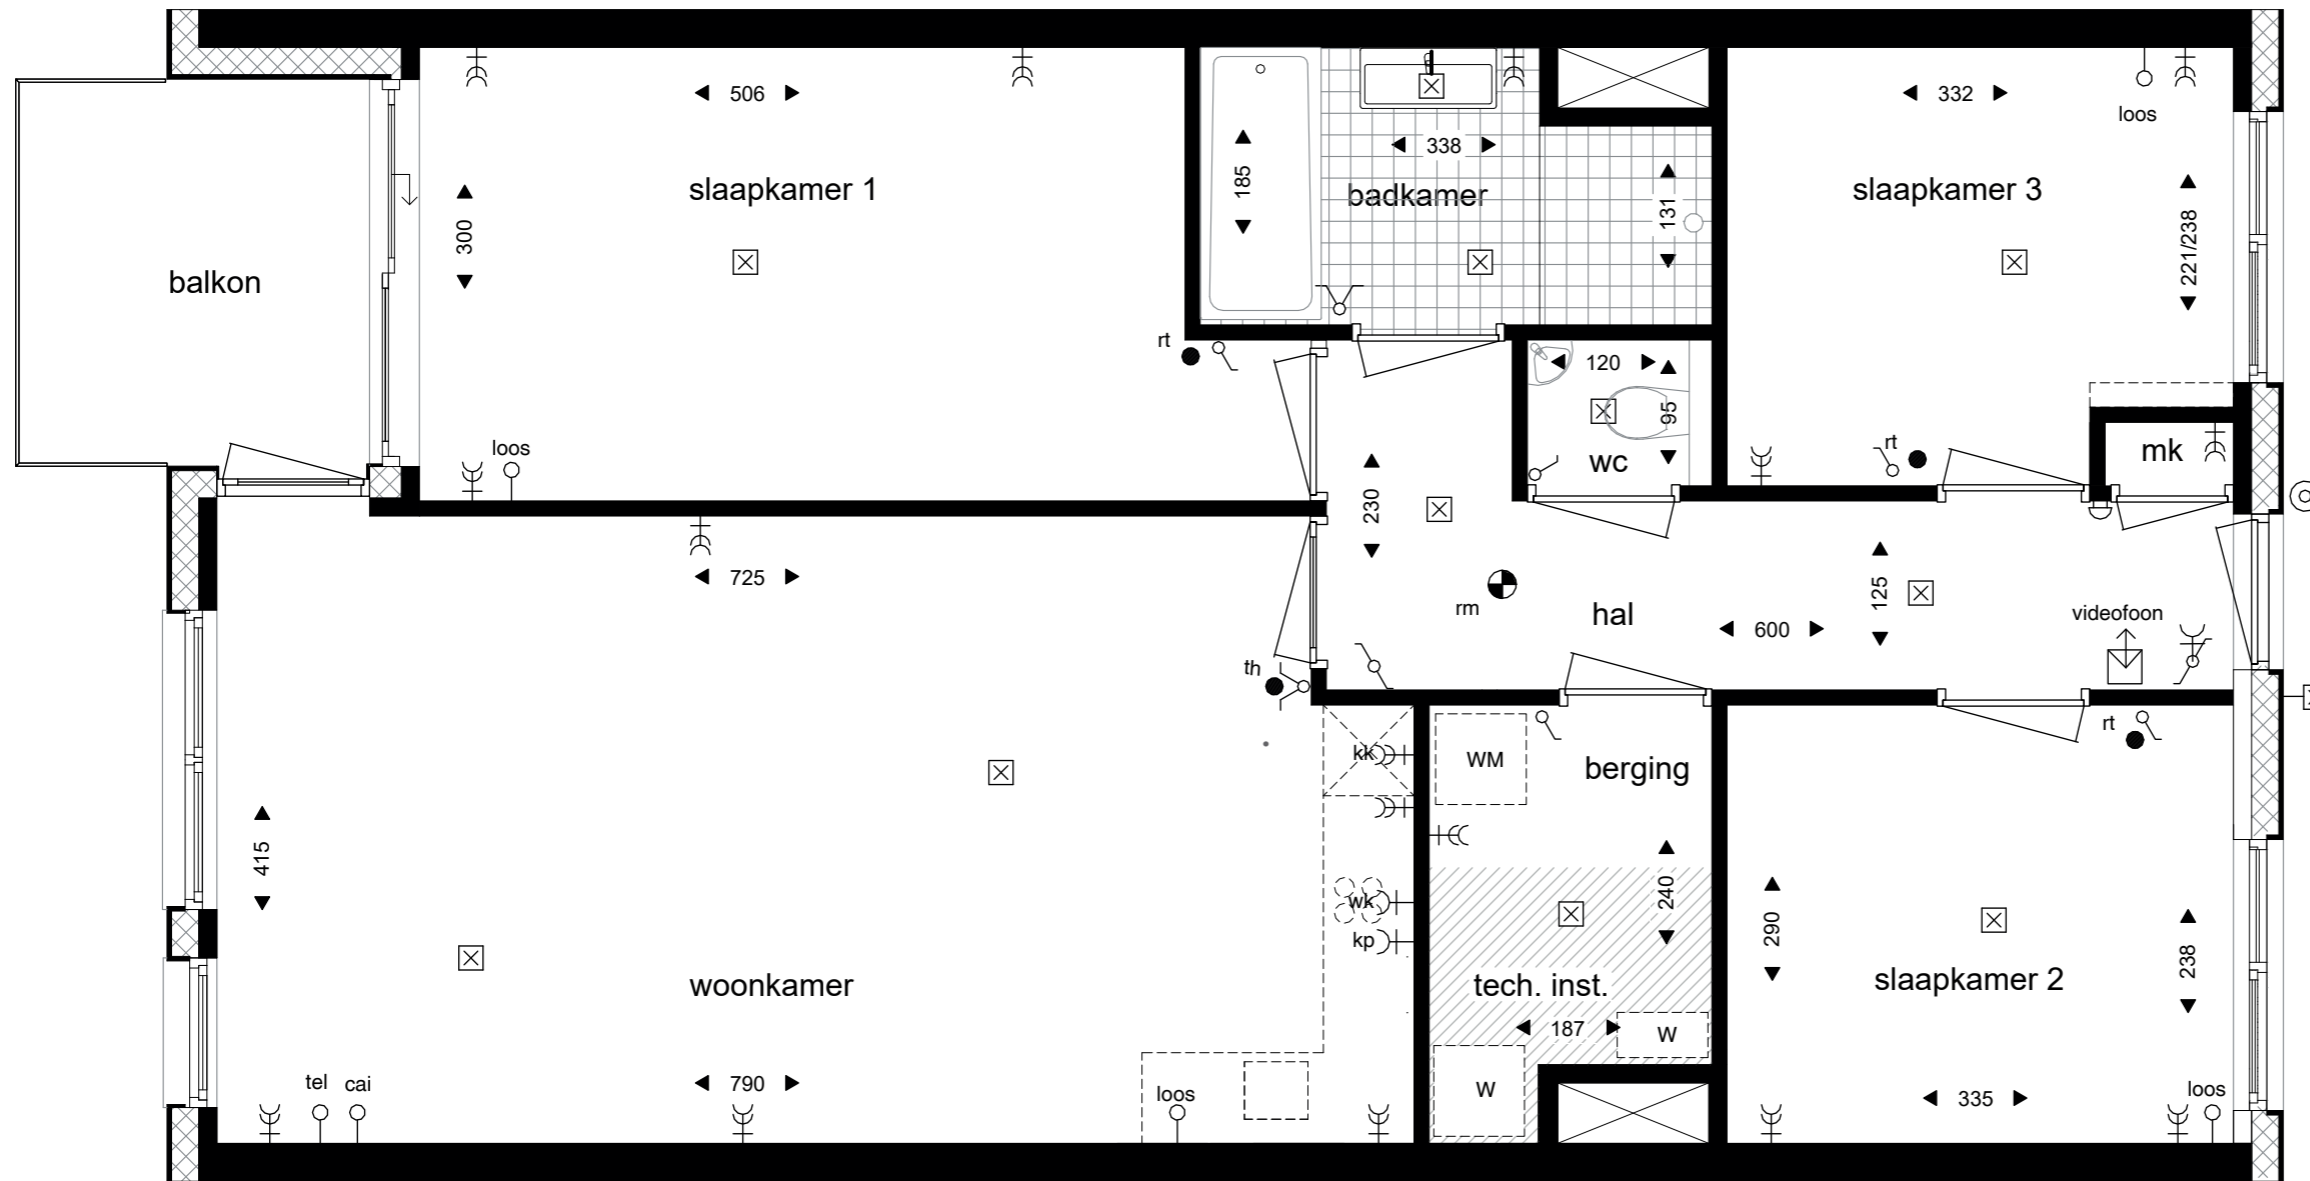 506
332
loos
338
185
slaapkamer 1
badkamer
131
slaapkamer 3
300
221/238
balkon
rt
120
95
loos
rt
mk
wc
230
725
125
videofoon
rm
hal
600
th
rt
kk
WM
berging
415
wk
240
kp
290
238
slaapkamer 2
woonkamer
tech. inst.
187
W
tel
cai
790
loos
W
335
loos